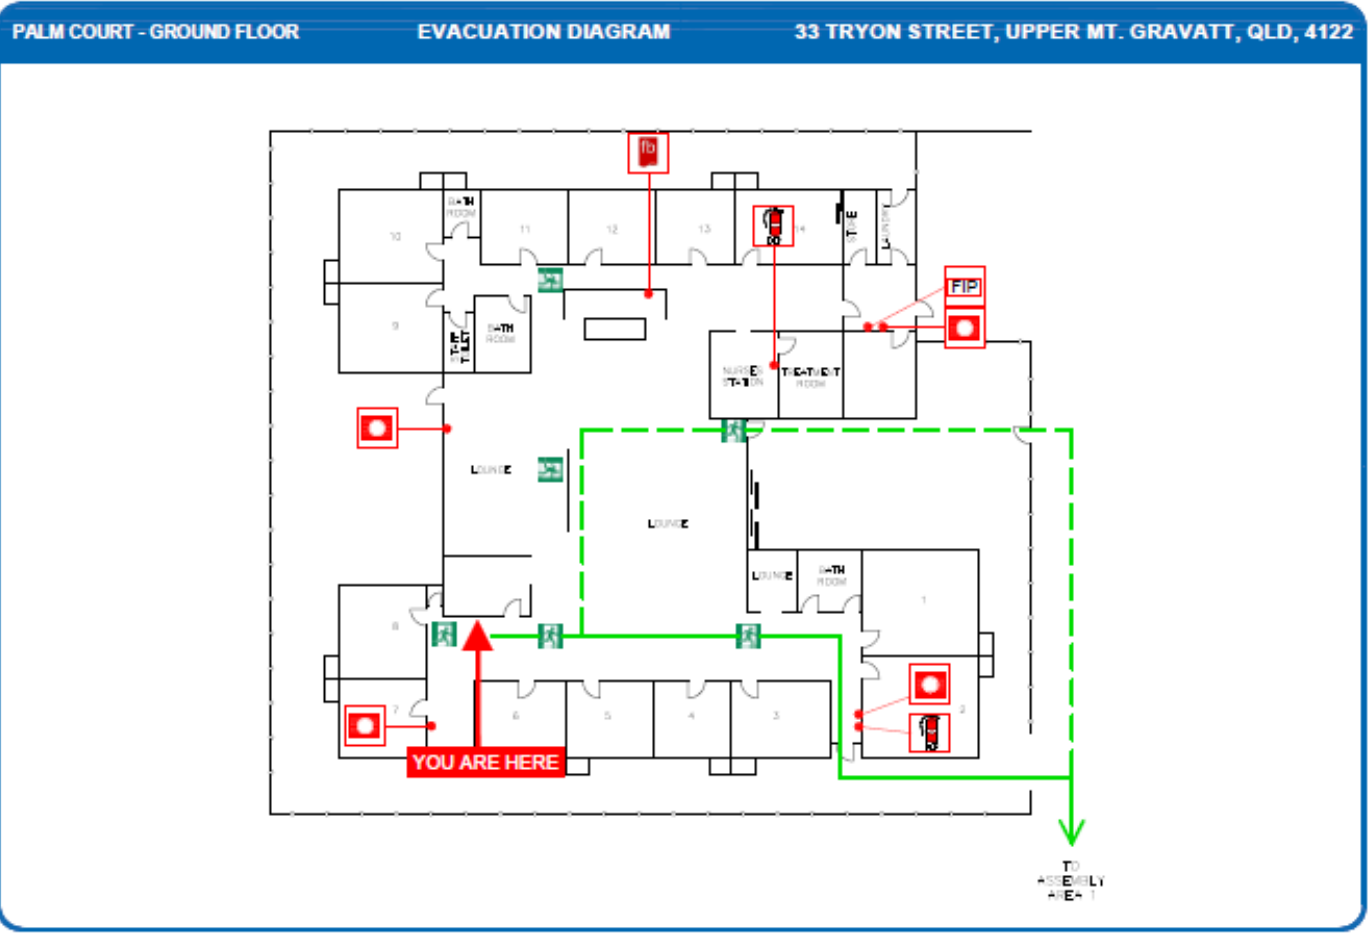 PALM COURT - GROUND FLOOR
EVACUATION DIAGRAM
33 TRYON STREET, UPPER MT. GRAVATT, QLD, 4122
fb
BATH
ROOM
10
11
12
13
14
STORE
LAUNDRY
FIP
9
STAFF
TOILET
BATH
ROOM
NURSES
STATION
TREATMENT
ROOM
LOUNGE
LOUNGE
LOUNGE
BATH
ROOM
1
8
7
6
5
4
3
2
YOU ARE HERE
TO
ASSEMBLY
AREA 1